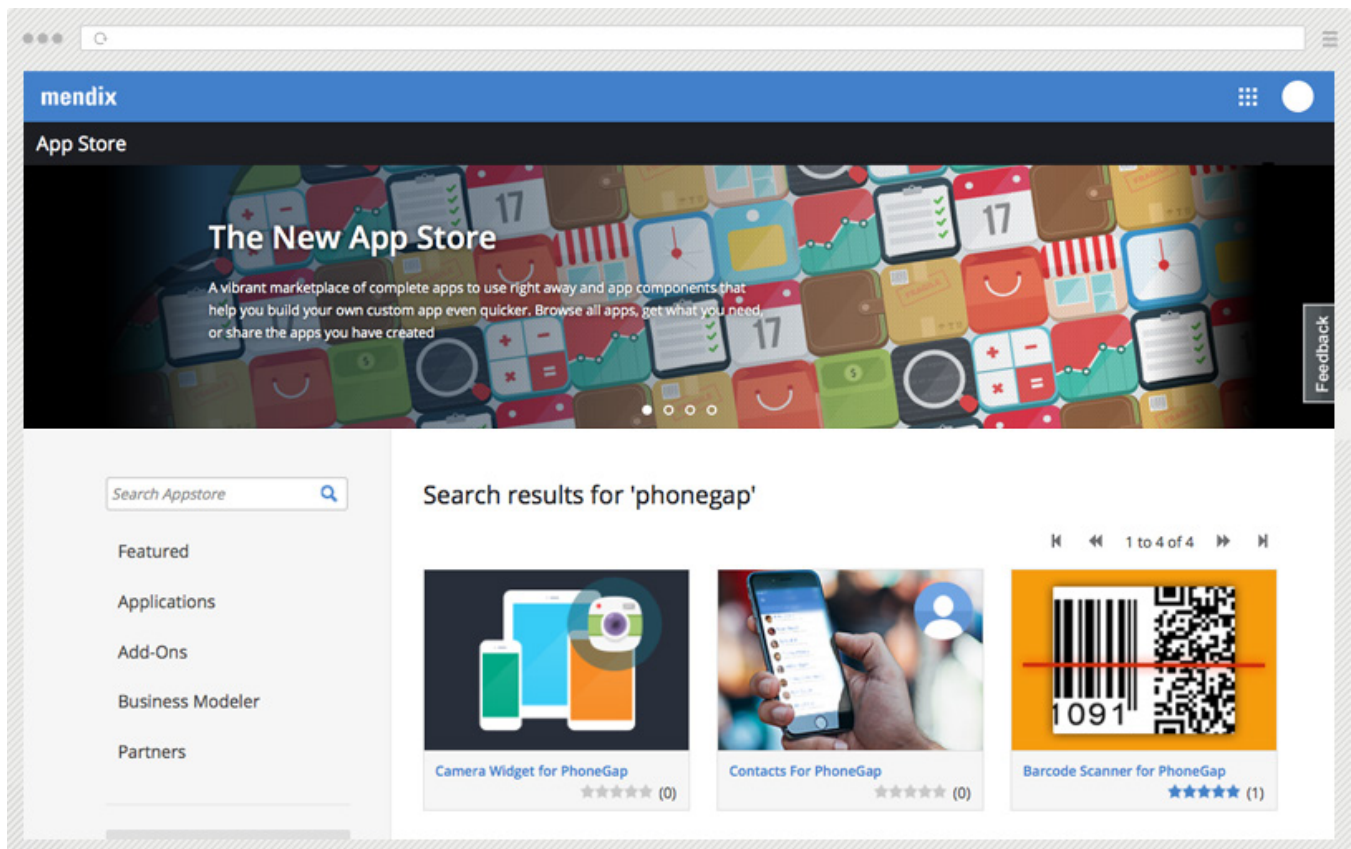 mendix
App Store
The New App Store
A vibrant marketplace of complete apps to use right away and app components that
help you build your own custom app even quicker. Browse all apps, get what you need,
or share the apps you have created
17
17
17
Feedback
Search Appstore
Featured
Applications
Add-Ons
Business Modeler
Partners
Search results for 'phonegap'
1 to 4 of 4
1091
Camera Widget for PhoneGap
(0)
Contacts For PhoneGap
(0)
Barcode Scanner for PhoneGap
(1)